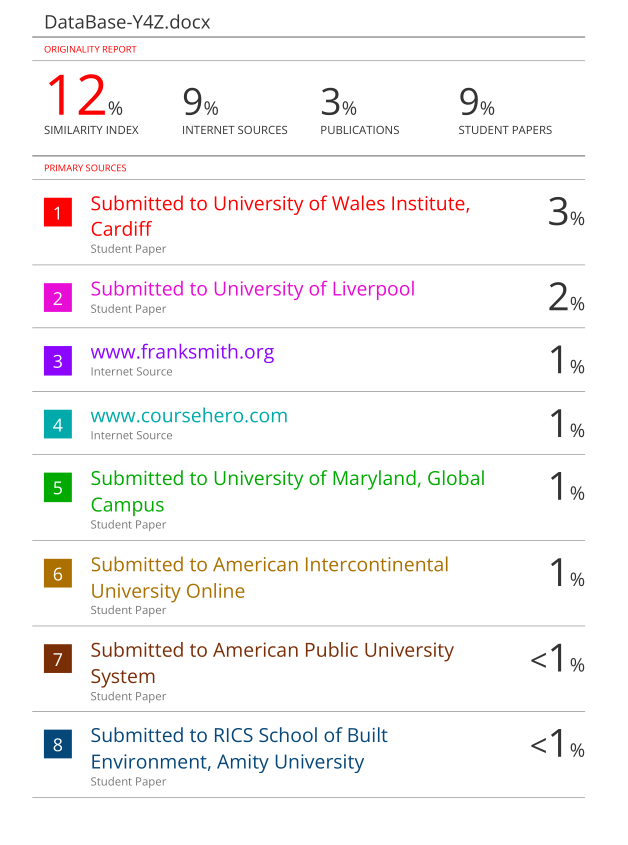 DataBase-Y4Z.docx
ORIGINALITY REPORT
12%
9%
3%
9%
SIMILARITY INDEX
INTERNET SOURCES
PUBLICATIONS
STUDENT PAPERS
PRIMARY SOURCES
1
Submitted to University of Wales Institute,
Cardiff
Student Paper
3%
2
Submitted to University of Liverpool
Student Paper
2%
3
www.franksmith.org
Internet Source
1%
4
www.coursehero.com
Internet Source
1%
5
Submitted to University of Maryland, Global
Campus
Student Paper
1%
6
Submitted to American Intercontinental
University Online
Student Paper
1%
7
Submitted to American Public University
System
Student Paper
<1%
8
Submitted to RICS School of Built
Environment, Amity University
Student Paper
<1%